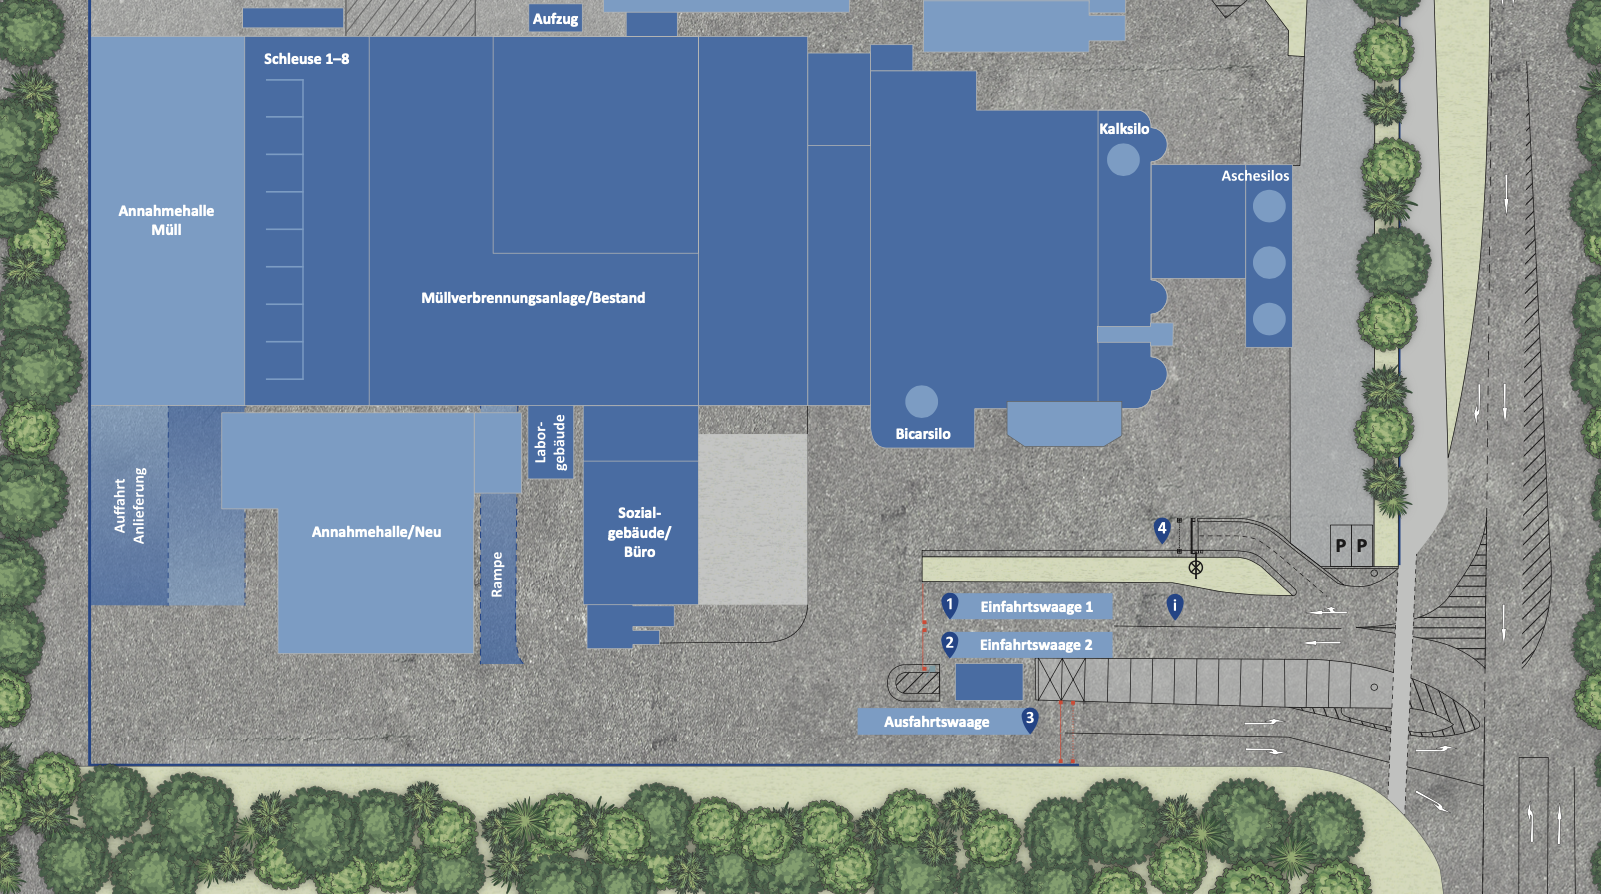 Aufzug
Schleuse 1–8
Kalksilo
Aschesilos
Annahmehalle
Müll
Müllverbrennungsanlage/Bestand
Bicarsilo
Labor-
gebäude
Auffahrt
Anlieferung
Annahmehalle/Neu
Rampe
Sozial-
gebäude/
Büro
4
P P
1 Einfahrtswaage 1
i
2 Einfahrtswaage 2
Ausfahrtswaage 3